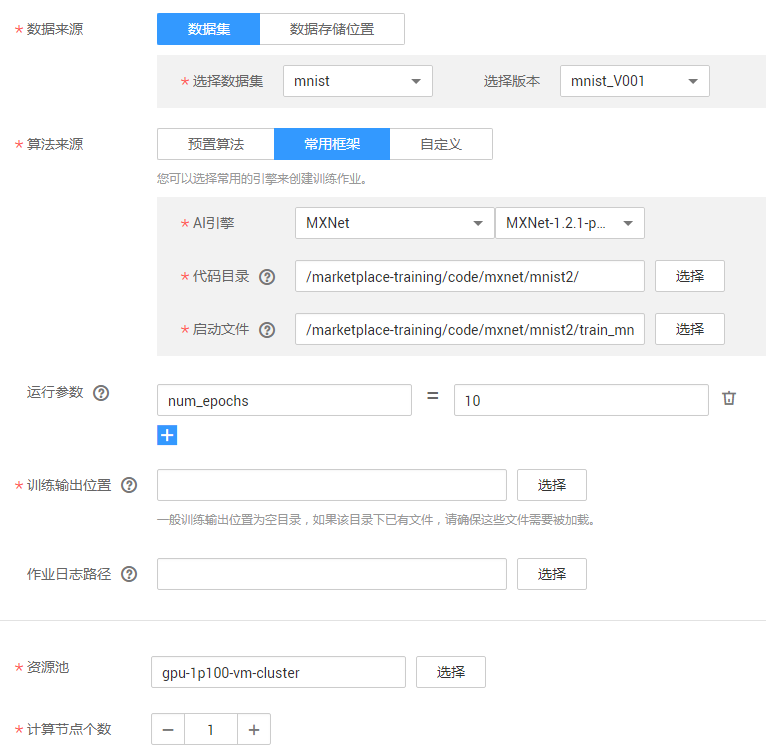 * 数据来源 数据集 数据存储位置
* 选择数据集 mnist 选择版本 mnist_V001
* 算法来源 预置算法 常用框架 自定义
您可以选择常用的引擎来创建训练作业。
* AI引擎 MXNet MXNet-1.2.1-p...
* 代码目录 ? /marketplace-training/code/mxnet/mnist2/ 选择
* 启动文件 ? /marketplace-training/code/mxnet/mnist2/train_mn 选择
运行参数 ? num_epochs = 10
+
* 训练输出位置 ? 选择
一般训练输出位置为空目录，如果该目录下已有文件，请确保这些文件需要被加载。
作业日志路径 ? 选择
* 资源池 gpu-1p100-vm-cluster 选择
* 计算节点个数 − 1 +